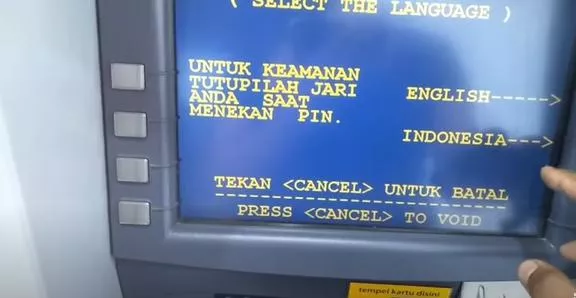 ( SELECT THE LANGUAGE )
UNTUK KEAMANAN
TUTUPILAH JARI
ANDA SAAT
MENEKAN PIN.
ENGLISH----->
INDONESIA--->
TEKAN <CANCEL> UNTUK BATAL
PRESS <CANCEL> TO VOID
tempel kartu disini